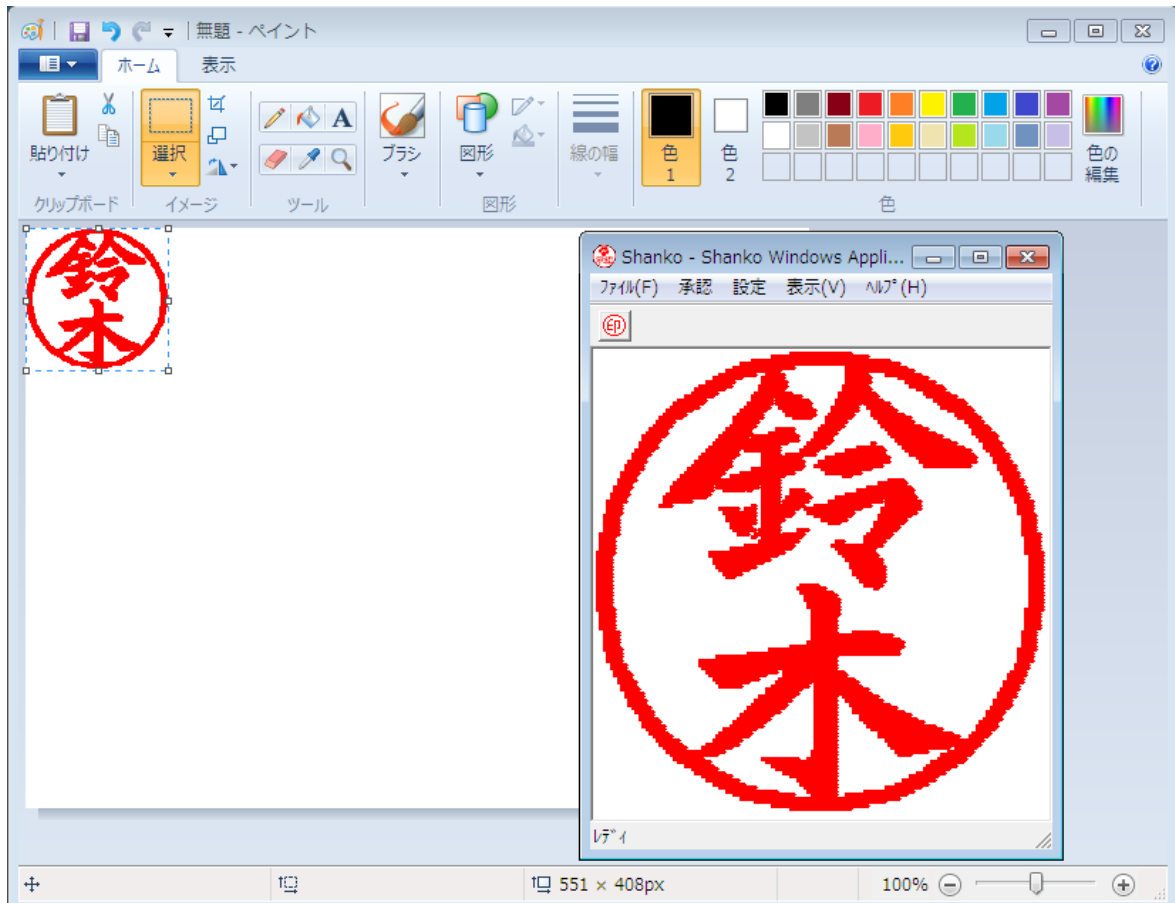 無題 - ペイント
ホーム 表示
貼り付け
選択
A
ブラシ
図形
線の幅
色
1
色
2
色の
編集
クリップボード
イメージ
ツール
図形
色
鈴
木
Shanko - Shanko Windows Appli...
ﾌｧｲﾙ(F) 承認 設定 表示(V) ﾍﾙﾌﾟ(H)
印
鈴
木
ﾚﾃﾞｨ
551 × 408px
100%